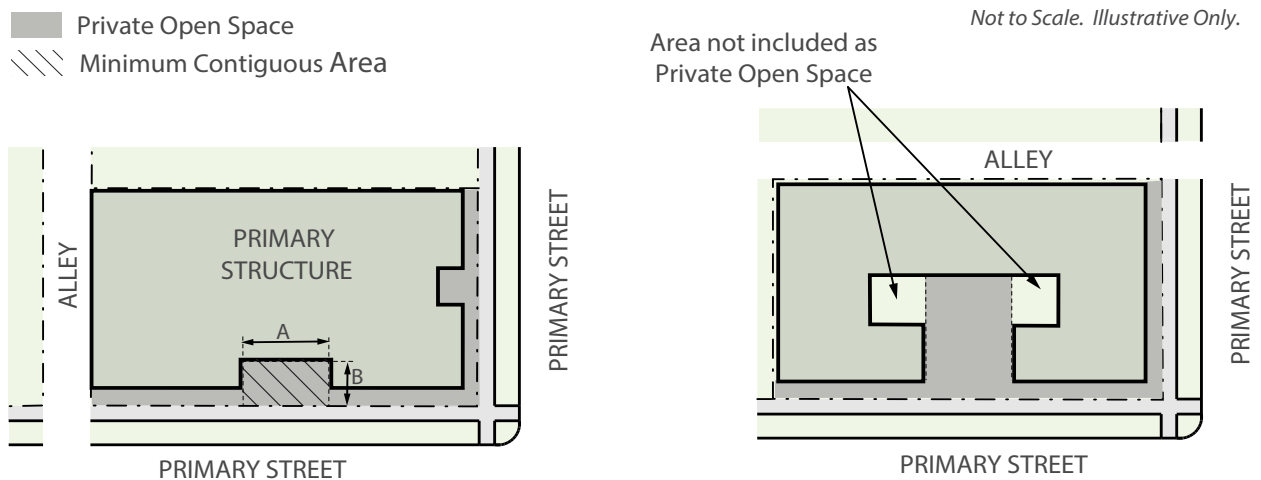 Private Open Space
Minimum Contiguous Area
Not to Scale. Illustrative Only.
Area not included as
Private Open Space
ALLEY
PRIMARY
STRUCTURE
A
B
PRIMARY STREET
PRIMARY STREET
ALLEY
PRIMARY STREET
PRIMARY STREET